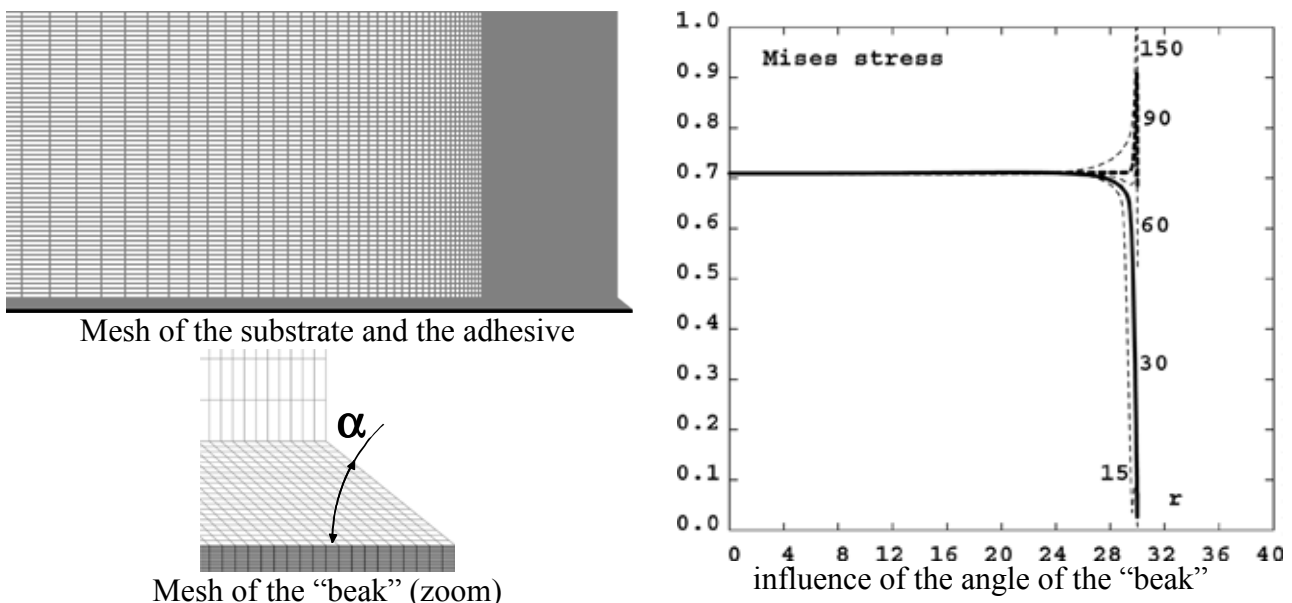 Mesh of the substrate and the adhesive
α
Mesh of the “beak” (zoom)
1.0
0.9
0.8
0.7
0.6
0.5
0.4
0.3
0.2
0.1
0.0
Mises stress
150
90
60
30
15
r
0 4 8 12 16 20 24 28 32 36 40
influence of the angle of the “beak”